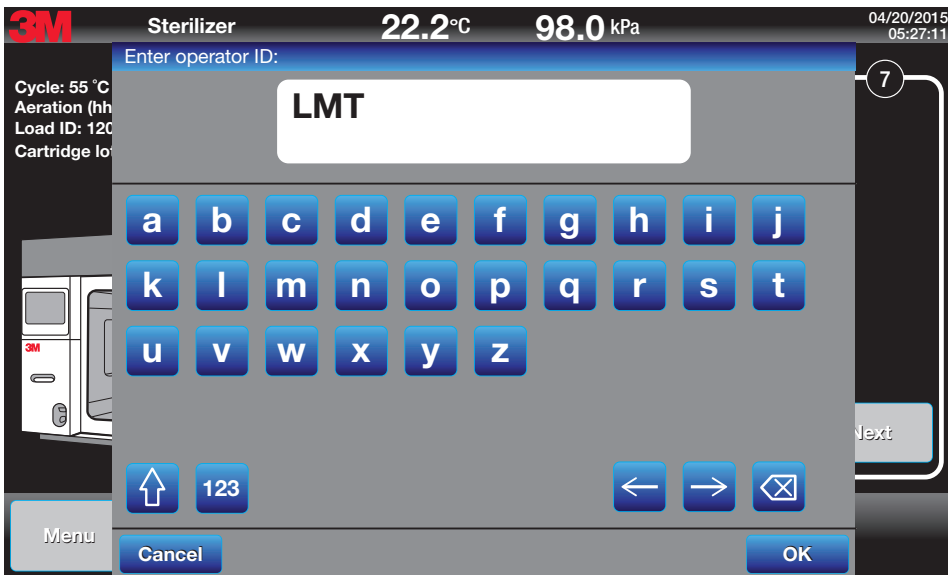 3M Sterilizer 22.2°C 98.0 kPa 04/20/2015
05:27:11
Enter operator ID:
7
Cycle: 55 °C
Aeration (hh
Load ID: 120
Cartridge lo
LMT
a b c d e f g h i j
k l m n o p q r s t
u v w x y z
3M
Next
123
Menu
Cancel OK